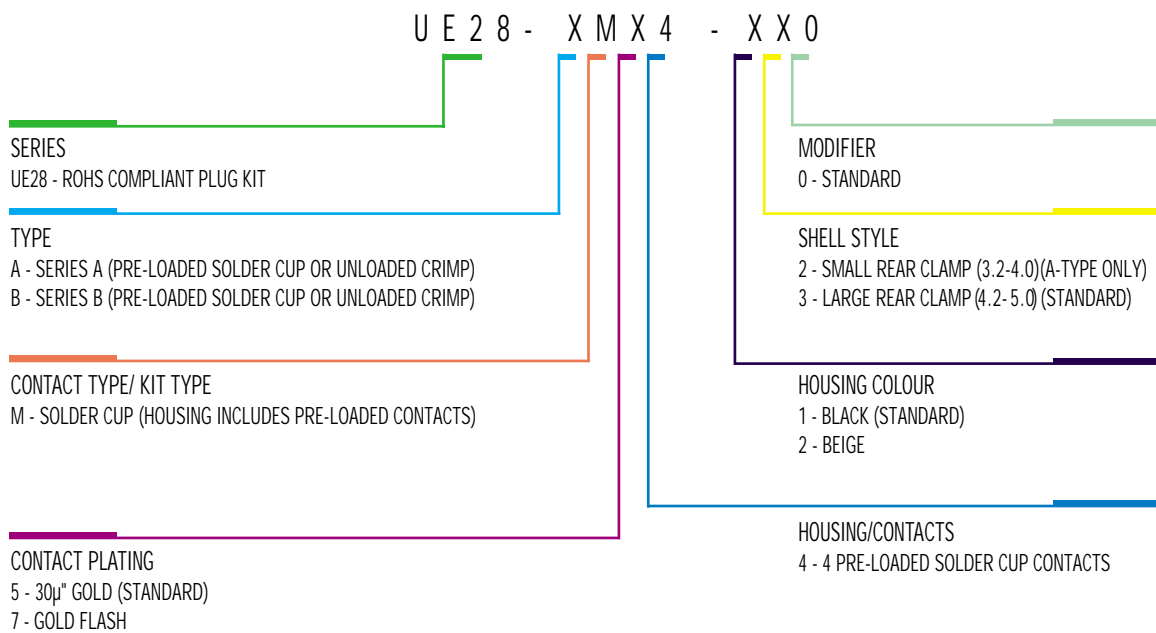 UE28- XMX4 - XX0
SERIES
UE28 - ROHS COMPLIANT PLUG KIT
TYPE
A - SERIES A (PRE-LOADED SOLDER CUP OR UNLOADED CRIMP)
B - SERIES B (PRE-LOADED SOLDER CUP OR UNLOADED CRIMP)
CONTACT TYPE/ KIT TYPE
M - SOLDER CUP (HOUSING INCLUDES PRE-LOADED CONTACTS)
CONTACT PLATING
5 - 30µ" GOLD (STANDARD)
7 - GOLD FLASH
MODIFIER
0 - STANDARD
SHELL STYLE
2 - SMALL REAR CLAMP (3.2-4.0)(A-TYPE ONLY)
3 - LARGE REAR CLAMP (4.2-5.0) (STANDARD)
HOUSING COLOUR
1 - BLACK (STANDARD)
2 - BEIGE
HOUSING/CONTACTS
4 - 4 PRE-LOADED SOLDER CUP CONTACTS